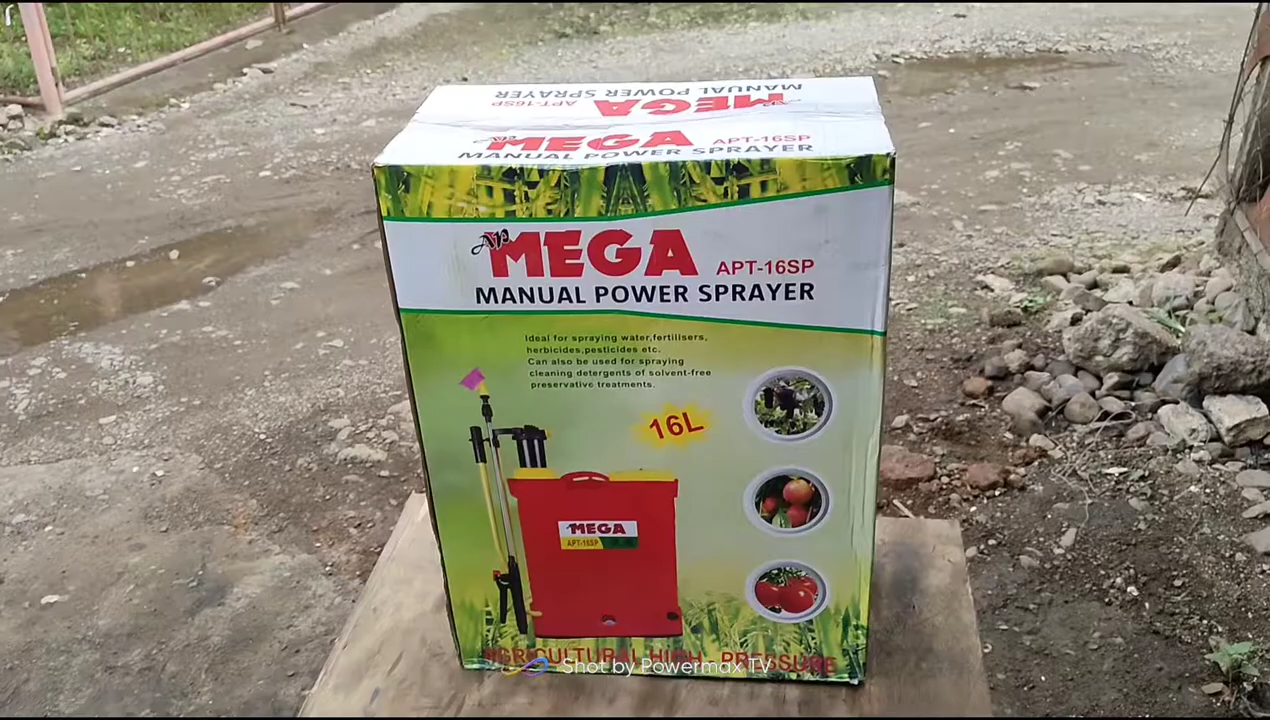 MANUAL POWER SPRAYER
AP MEGA APT-16SP
AP MEGA APT-16SP
MANUAL POWER SPRAYER
AP MEGA APT-16SP
MANUAL POWER SPRAYER
Ideal for spraying water,fertilisers,
herbicides,pesticides etc.
Can also be used for spraying
cleaning detergents of solvent-free
preservative treatments.
16L
MEGA
APT-16SP
AGRICULTURAL HIGH PRESSURE
Shot by Powermax TV